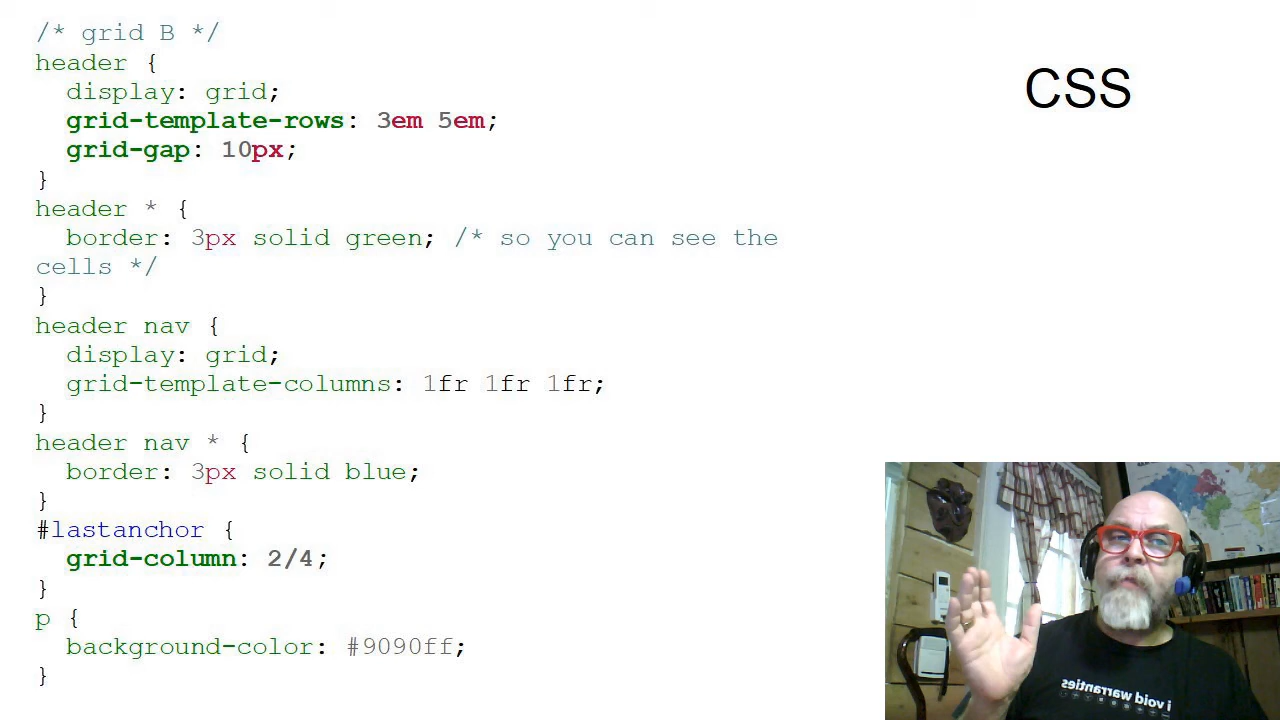 /* grid B */
header {
  display: grid;
  grid-template-rows: 3em 5em;
  grid-gap: 10px;
}
header * {
  border: 3px solid green; /* so you can see the
cells */
}
header nav {
  display: grid;
  grid-template-columns: 1fr 1fr 1fr;
}
header nav * {
  border: 3px solid blue;
}
#lastanchor {
  grid-column: 2/4;
}
p {
  background-color: #9090ff;
}
CSS
i void warranties